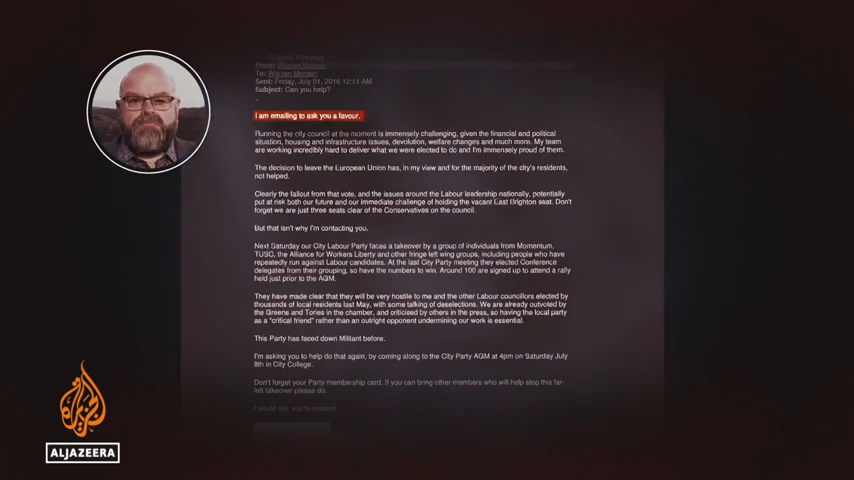 Original Message
From: Warren Morgan
To: Warren Morgan
Sent: Friday, July 01, 2016 12:11 AM
Subject: Can you help?
I am emailing to ask you a favour.
Running the city council at the moment is immensely challenging, given the financial and political
situation, housing and infrastructure issues, devolution, welfare changes and much more. My team
are working incredibly hard to deliver what we were elected to do and I'm immensely proud of them.
The decision to leave the European Union has, in my view and for the majority of the city's residents,
not helped.
Clearly the fallout from that vote, and the issues around the Labour leadership nationally, potentially
put at risk both our future and our immediate challenge of holding the vacant East Brighton seat. Don't
forget we are just three seats clear of the Conservatives on the council.
But that isn't why I'm contacting you.
Next Saturday our City Labour Party faces a takeover by a group of individuals from Momentum,
TUSC, the Alliance for Workers Liberty and other fringe left wing groups, including people who have
repeatedly run against Labour candidates. At the last City Party meeting they elected Conference
delegates from their grouping, so have the numbers to win. Around 100 are signed up to attend a rally
held just prior to the AGM.
They have made clear that they will be very hostile to me and the other Labour councillors elected by
thousands of local residents last May, with some talking of deselections. We are already outvoted
by the Greens and Tories in the chamber, and criticised by others in the press, so having the local party
as a "critical friend" rather than an outright opponent undermining our work is essential.
This Party has faced down Militant before.
I'm asking you to help do that again, by coming along to the City Party AGM at 4pm on Saturday July
9th in City College.
Don't forget your Party membership card. If you can bring other members who will help stop this far-
left takeover please do.
I would ask you to support:
ALJAZEERA